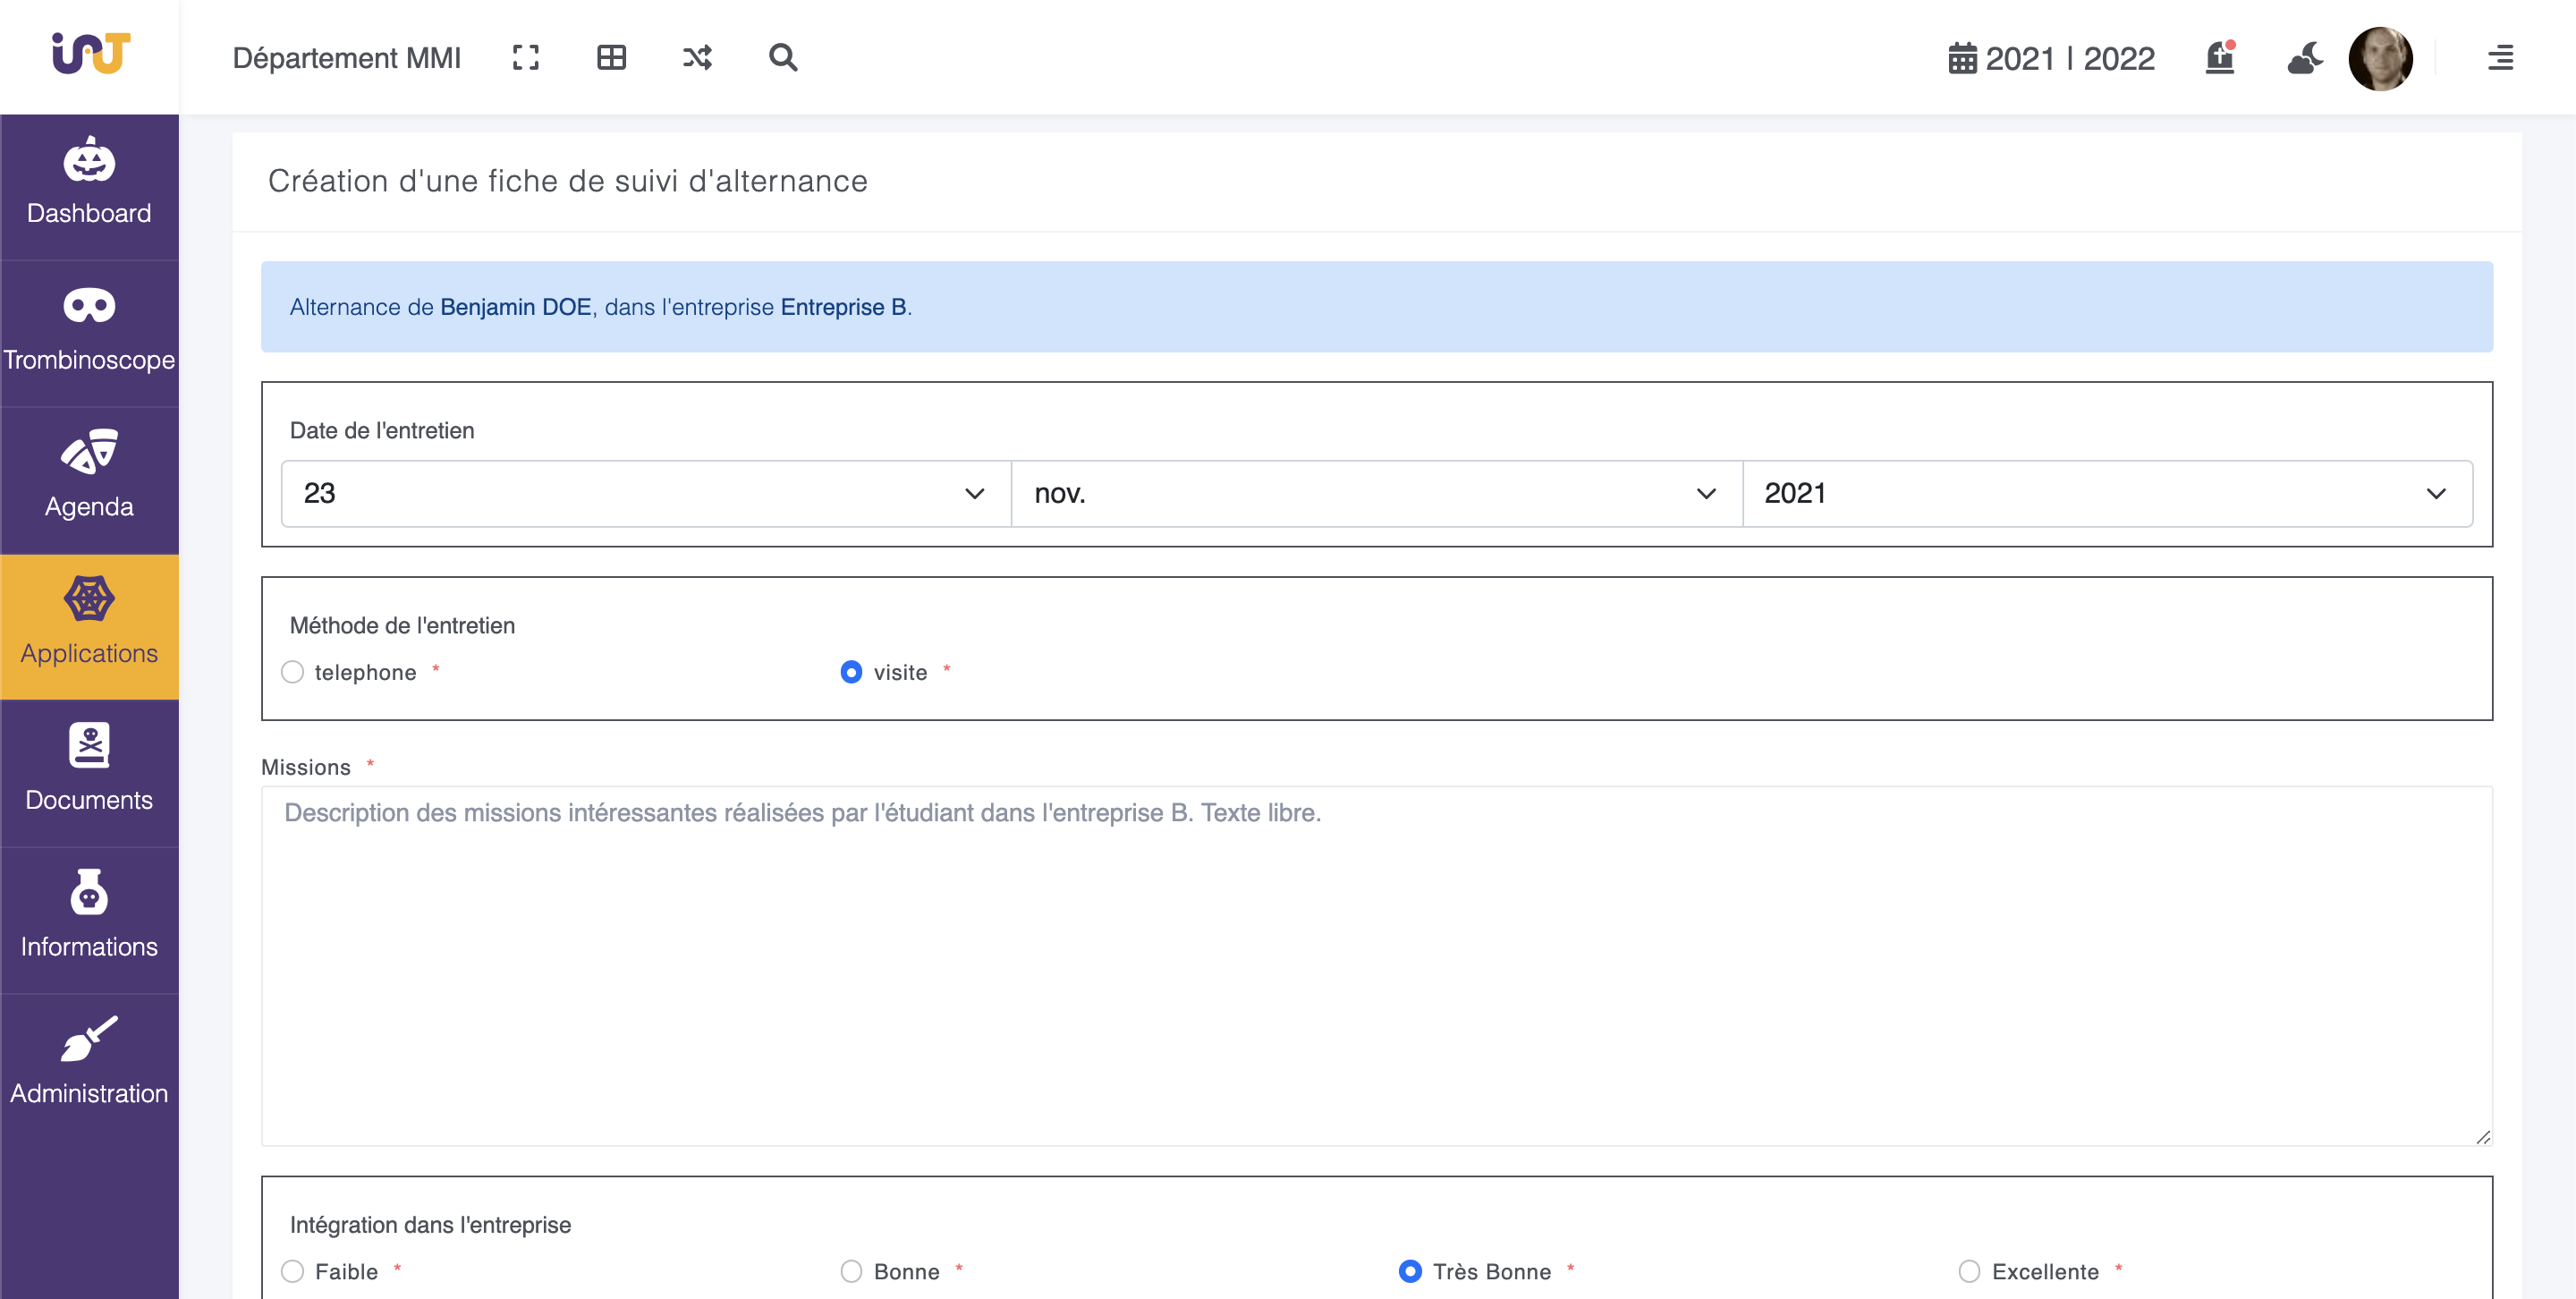 iUT
Département MMI
2021 | 2022
Dashboard
Trombinoscope
Agenda
Applications
Documents
Informations
Administration
Création d'une fiche de suivi d'alternance
Alternance de Benjamin DOE, dans l'entreprise Entreprise B.
Date de l'entretien
23 nov. 2021
Méthode de l'entretien
telephone * visite *
Missions *
Description des missions intéressantes réalisées par l'étudiant dans l'entreprise B. Texte libre.
Intégration dans l'entreprise
Faible * Bonne * Très Bonne * Excellente *